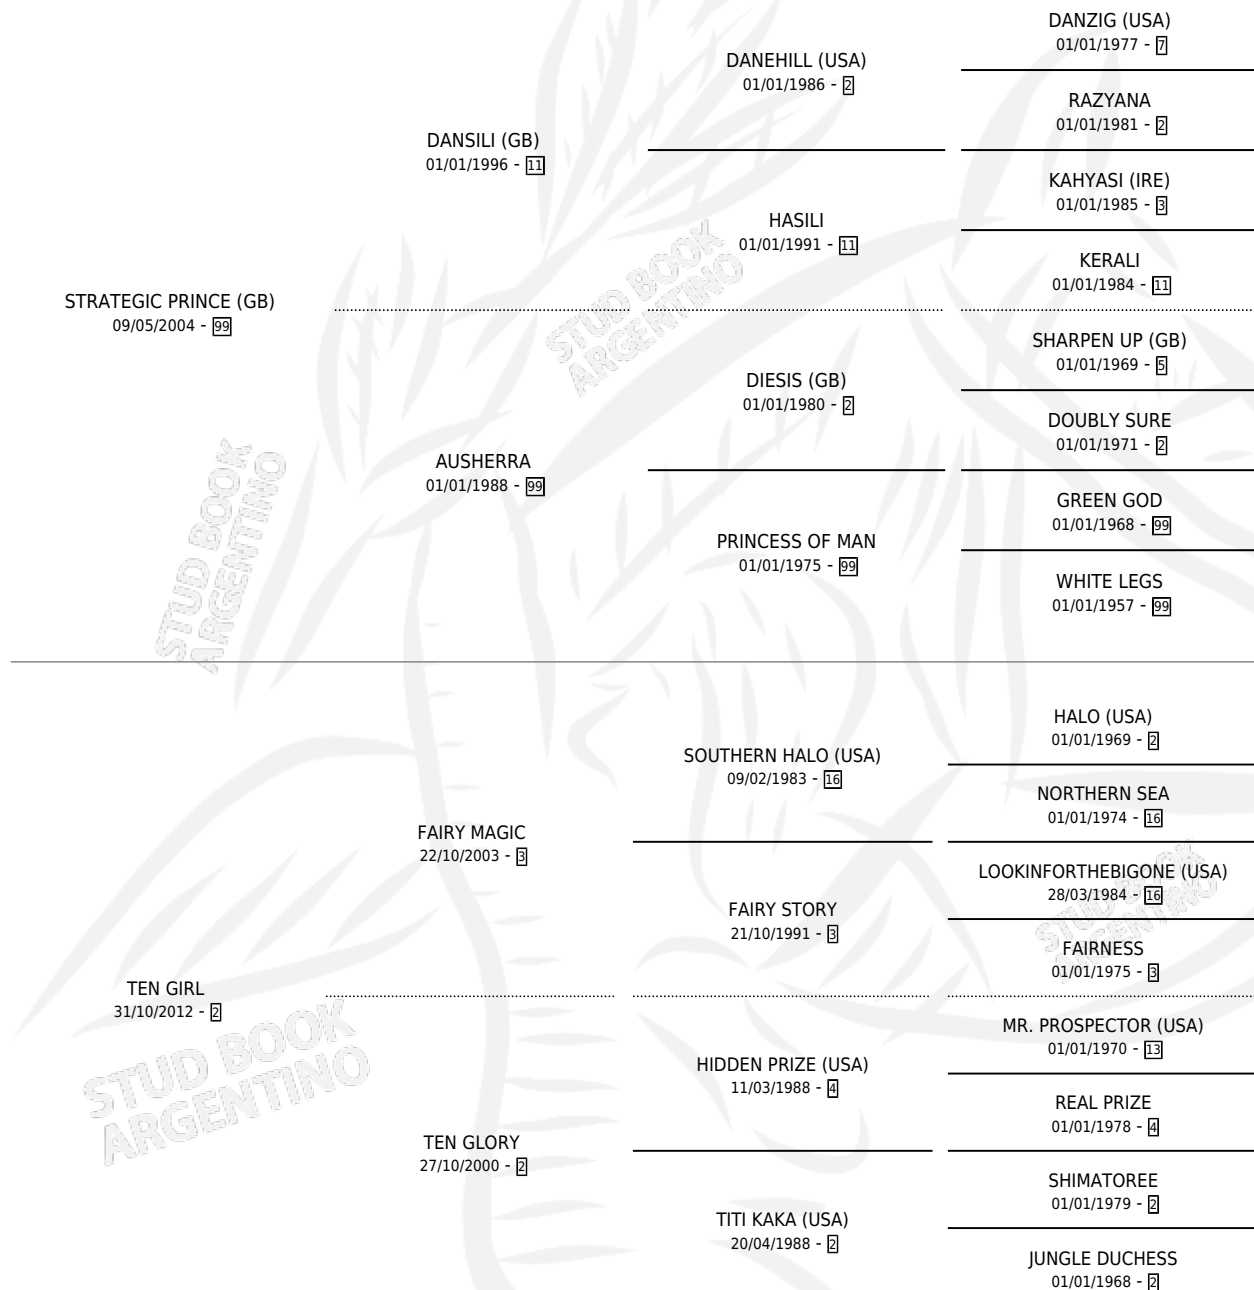 DANZIG (USA)
01/01/1977 - 7
DANEHILL (USA)
01/01/1986 - 2
RAZYANA
01/01/1981 - 2
DANSILI (GB)
01/01/1996 - 11
KAHYASI (IRE)
01/01/1985 - 3
HASILI
01/01/1991 - 11
KERALI
01/01/1984 - 11
STRATEGIC PRINCE (GB)
09/05/2004 - 99
SHARPEN UP (GB)
01/01/1969 - 5
DIESIS (GB)
01/01/1980 - 2
DOUBLY SURE
01/01/1971 - 2
AUSHERRA
01/01/1988 - 99
GREEN GOD
01/01/1968 - 99
PRINCESS OF MAN
01/01/1975 - 99
WHITE LEGS
01/01/1957 - 99
HALO (USA)
01/01/1969 - 2
SOUTHERN HALO (USA)
09/02/1983 - 16
NORTHERN SEA
01/01/1974 - 16
FAIRY MAGIC
22/10/2003 - 3
LOOKINFORTHEBIGONE (USA)
28/03/1984 - 16
FAIRY STORY
21/10/1991 - 3
FAIRNESS
01/01/1975 - 3
TEN GIRL
31/10/2012 - 2
MR. PROSPECTOR (USA)
01/01/1970 - 13
HIDDEN PRIZE (USA)
11/03/1988 - 4
REAL PRIZE
01/01/1978 - 4
TEN GLORY
27/10/2000 - 2
SHIMATOREE
01/01/1979 - 2
TITI KAKA (USA)
20/04/1988 - 2
JUNGLE DUCHESS
01/01/1968 - 2
STUD BOOK
ARGENTINO
STUD BOOK
ARGENTINO
STUD BOOK
ARGENTINO
STUD BOOK
ARGENTINO